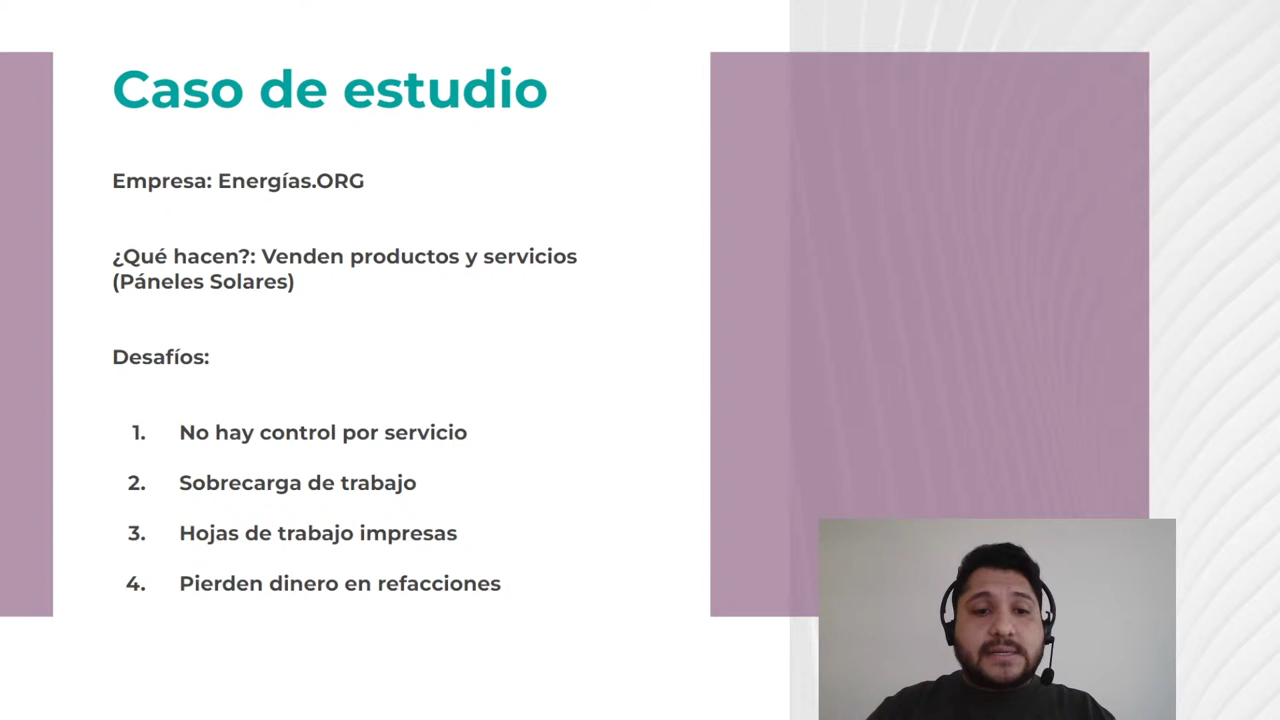 Caso de estudio
Empresa: Energías.ORG
¿Qué hacen?: Venden productos y servicios
(Páneles Solares)
Desafíos:
1. No hay control por servicio
2. Sobrecarga de trabajo
3. Hojas de trabajo impresas
4. Pierden dinero en refacciones